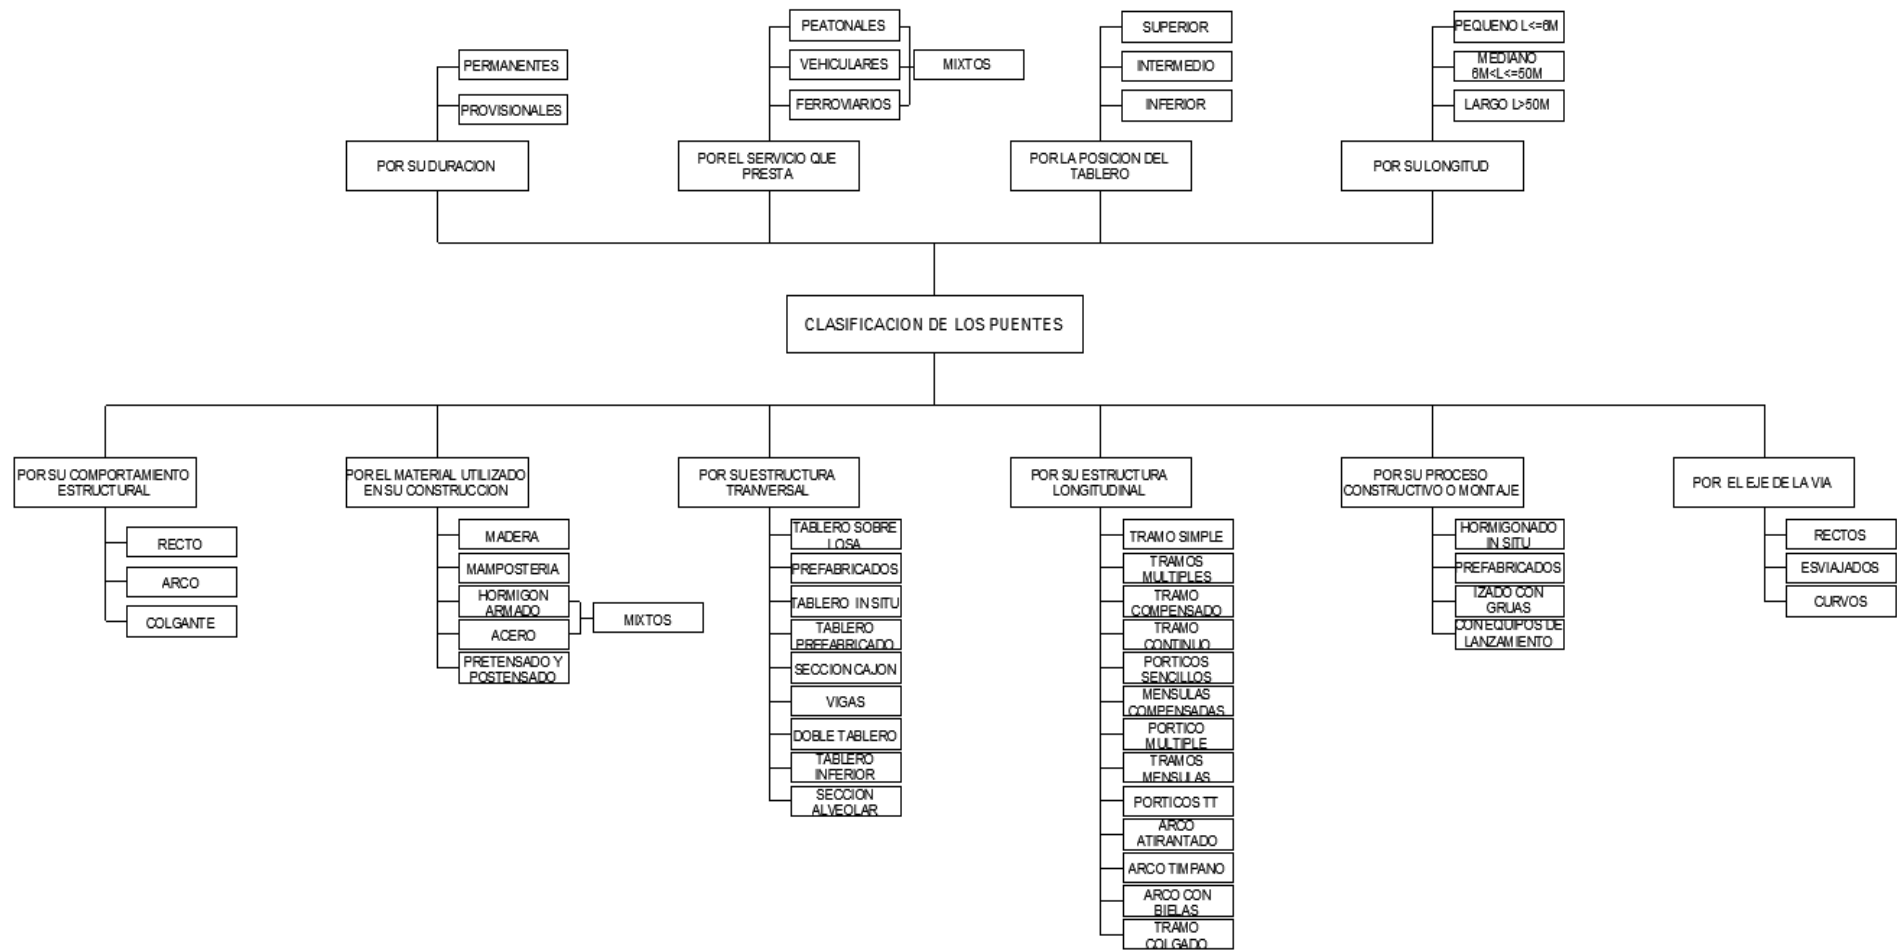 PEATONALES
SUPERIOR
PEQUENO L<=6M
PERMANENTES
VEHICULARES
MIXTOS
INTERMEDIO
MEDIANO
6M<L<=50M
PROVISIONALES
FERROVIARIOS
INFERIOR
LARGO L>50M
POR SU DURACION
POR EL SERVICIO QUE
PRESTA
POR LA POSICION DEL
TABLERO
POR SU LONGITUD
CLASIFICACION DE LOS PUENTES
POR SU COMPORTAMIENTO
ESTRUCTURAL
POR EL MATERIAL UTILIZADO
EN SU CONSTRUCCION
POR SU ESTRUCTURA
TRANVERSAL
POR SU ESTRUCTURA
LONGITUDINAL
POR SU PROCESO
CONSTRUCTIVO O MONTAJE
POR EL EJE DE LA VIA
RECTO
ARCO
COLGANTE
MADERA
MAMPOSTERIA
HORMIGON
ARMADO
ACERO
MIXTOS
PRETENSADO Y
POSTENSADO
TABLERO SOBRE
LOSA
PREFABRICADOS
TABLERO IN SITU
TABLERO
PREFABRICADO
SECCION CAJON
VIGAS
DOBLE TABLERO
TABLERO
INFERIOR
SECCION
ALVEOLAR
TRAMO SIMPLE
TRAMOS
MULTIPLES
TRAMO
COMPENSADO
TRAMO
CONTINUO
PORTICOS
SENCILLOS
MENSULAS
COMPENSADAS
PORTICO
MULTIPLE
TRAMOS
MENSULAS
PORTICOS TT
ARCO
ATIRANTADO
ARCO TIMPANO
ARCO CON
BIELAS
TRAMO
COLGADO
HORMIGONADO
IN SITU
PREFABRICADOS
IZADO CON
GRUAS
CON EQUIPOS DE
LANZAMIENTO
RECTOS
ESVIAJADOS
CURVOS